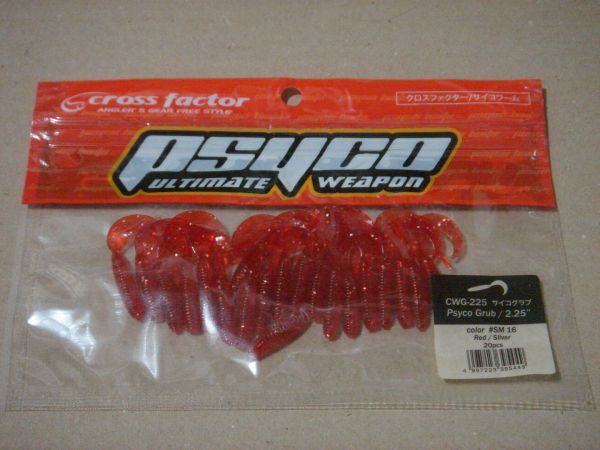 cross factor
ANGLER'S GEAR FREE STYLE
クロスファクター/サイコワーム
PSYCO
ULTIMATE WEAPON
CWG-225 サイコグラブ
Psyco Grub / 2.25"
color #SM 16
Red / Silver
20pcs